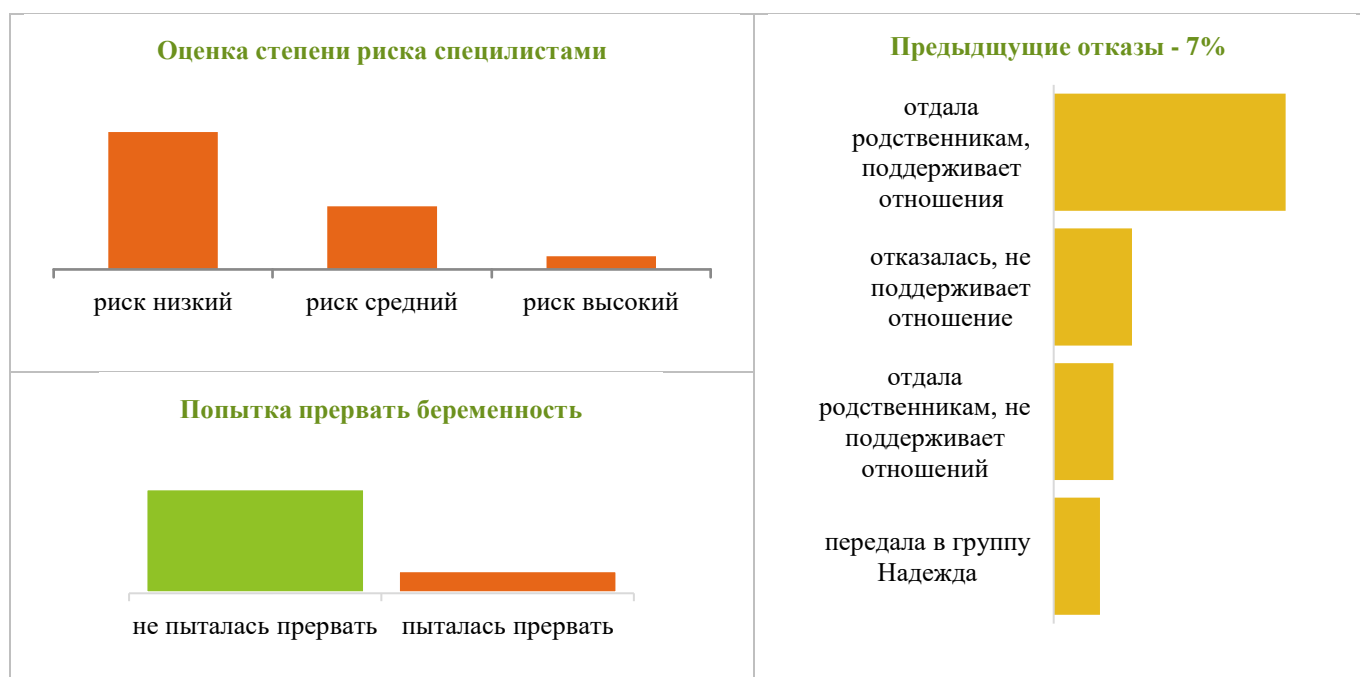 Оценка степени риска специлистами
риск низкий
риск средний
риск высокий
Попытка прервать беременность
не пыталась прервать
пыталась прервать
Предыдщущие отказы - 7%
отдала
родственникам,
поддерживает
отношения
отказалась, не
поддерживает
отношение
отдала
родственникам, не
поддерживает
отношений
передала в группу
Надежда